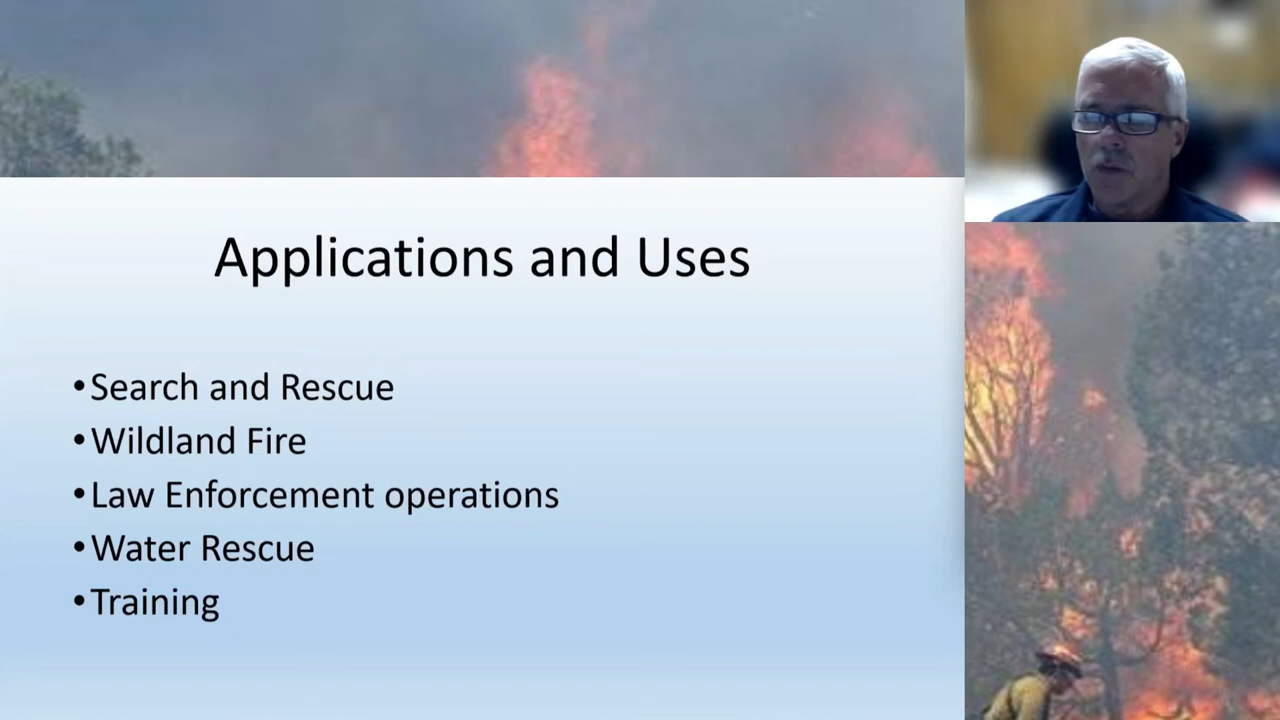 Applications and Uses
•Search and Rescue
•Wildland Fire
•Law Enforcement operations
•Water Rescue
•Training